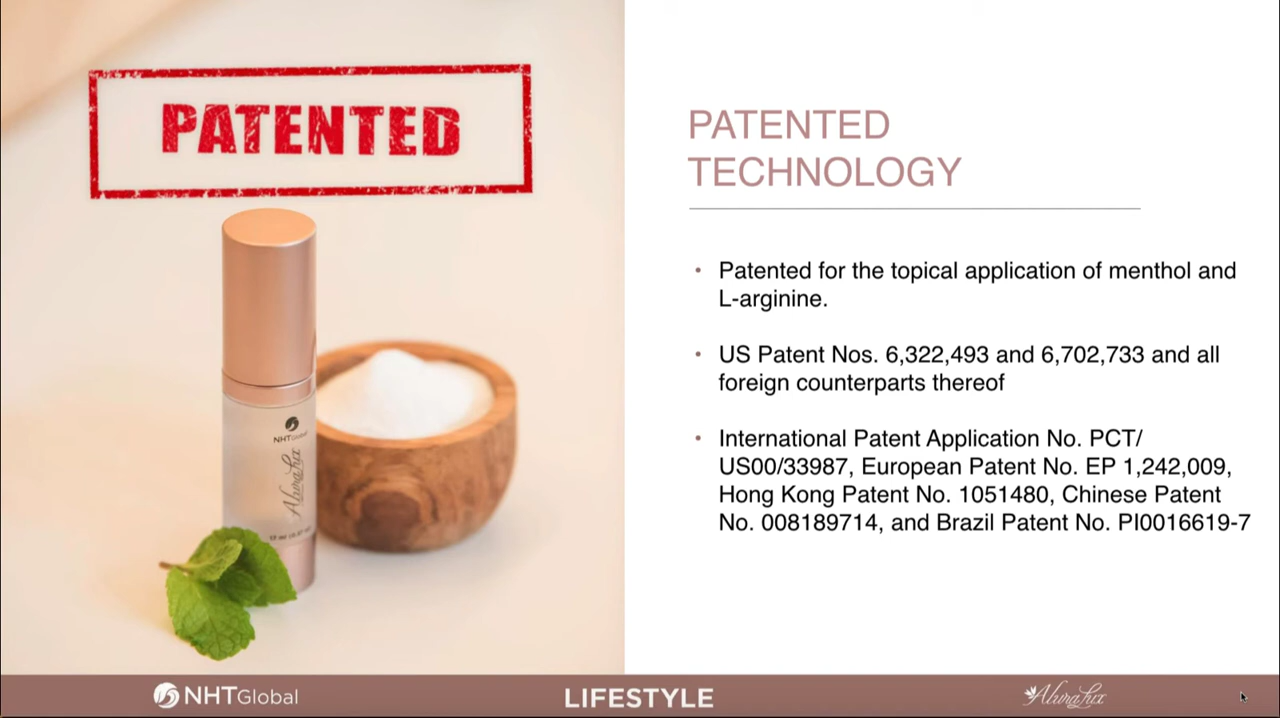 PATENTED
NHTGlobal
AluraLux
PATENTED
TECHNOLOGY
• Patented for the topical application of menthol and
L-arginine.
• US Patent Nos. 6,322,493 and 6,702,733 and all
foreign counterparts thereof
• International Patent Application No. PCT/
US00/33987, European Patent No. EP 1,242,009,
Hong Kong Patent No. 1051480, Chinese Patent
No. 008189714, and Brazil Patent No. PI0016619-7
NHTGlobal
LIFESTYLE
AluraLux